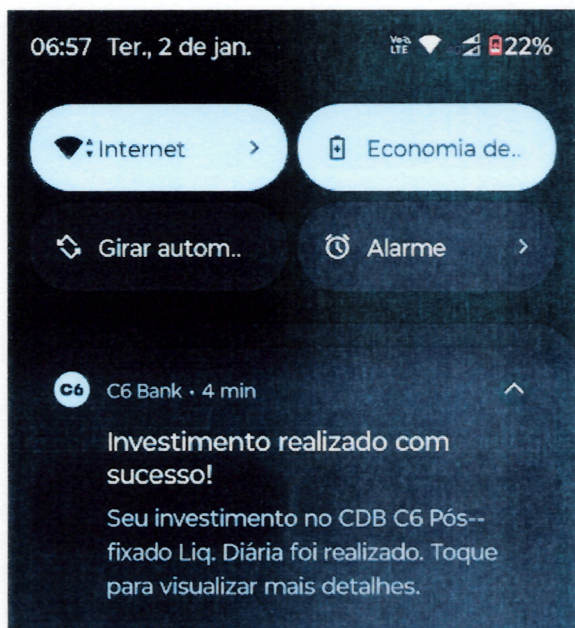 06:57 Ter., 2 de jan. VoLTE 22%
Internet
Economia de..
Girar autom..
Alarme
C6 C6 Bank • 4 min
Investimento realizado com
sucesso!
Seu investimento no CDB C6 Pós--
fixado Liq. Diária foi realizado. Toque
para visualizar mais detalhes.